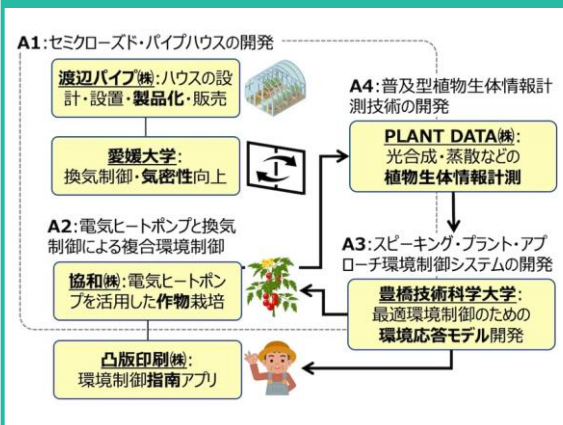 A1:セミクローズド・パイプハウスの開発
渡辺パイプ㈱:ハウスの設
計・設置・製品化・販売
愛媛大学:
換気制御・気密性向上
A2:電気ヒートポンプと換気
制御による複合環境制御
協和㈱:電気ヒートポン
プを活用した作物栽培
凸版印刷㈱:
環境制御指南アプリ
A4:普及型植物生体情報計
測技術の開発
PLANT DATA㈱:
光合成・蒸散などの
植物生体情報計測
A3:スピーキング・プラント・アプ
ローチ環境制御システムの開発
豊橋技術科学大学:
最適環境制御のための
環境応答モデル開発